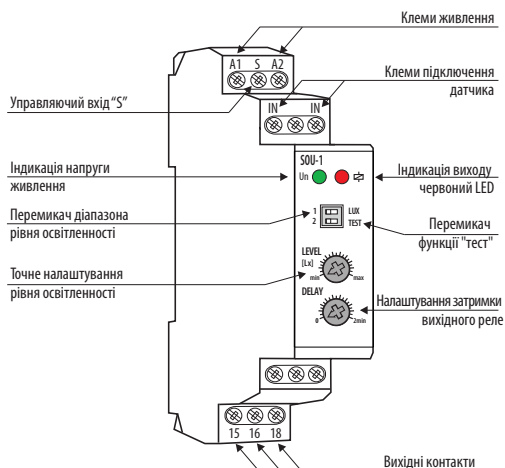 Клеми живлення
A1 S A2
Клеми підключення
датчика
IN IN
Управляючий вхід "S"
SOU-1
Un
Індикація напруги
живлення
Індикація виходу
червоний LED
1 LUX
2 TEST
Перемикач діапазона
рівня освітленності
Перемикач
функції "тест"
LEVEL
[Lx]
min max
Точне налаштування
рівня освітленності
DELAY
0 2min
Налаштування затримки
вихідного реле
15 16 18
Вихідні контакти